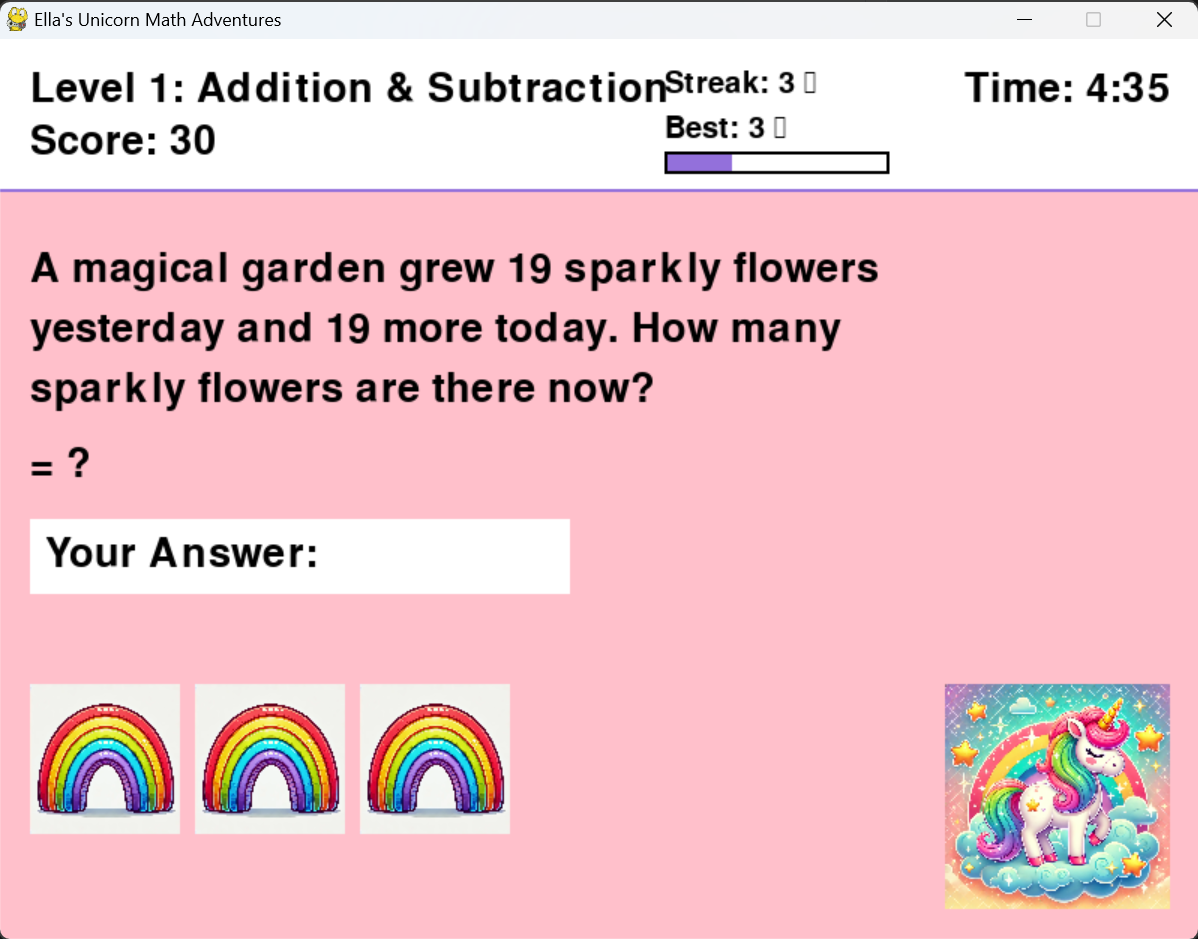 Ella's Unicorn Math Adventures
Level 1: Addition & Subtraction
Streak: 3
Time: 4:35
Score: 30
Best: 3
A magical garden grew 19 sparkly flowers
yesterday and 19 more today. How many
sparkly flowers are there now?
= ?
Your Answer: